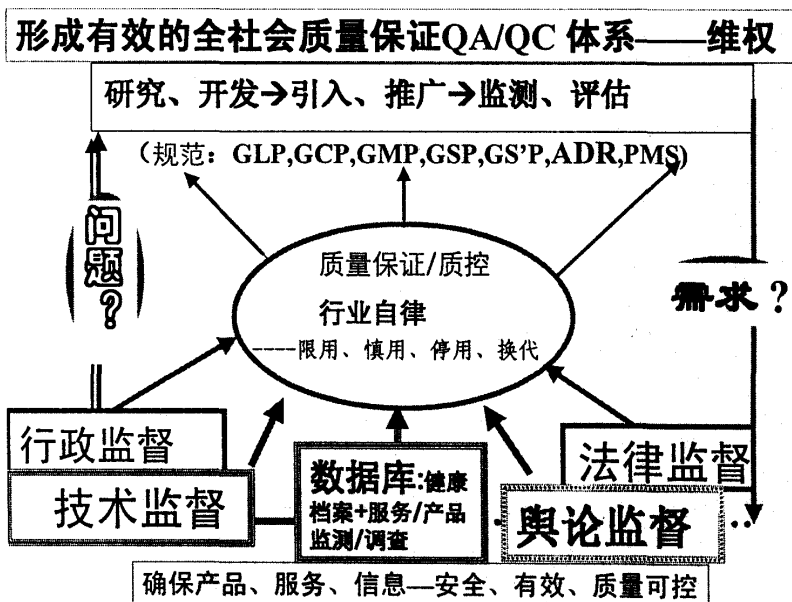 形成有效的全社会质量保证QA/QC 体系——维权
研究、开发→引入、推广→监测、评估
（规范：GLP,GCP,GMP,GSP,GS’P,ADR,PMS)
问题？
需求？
质量保证/质控
行业自律
----限用、慎用、停用、换代
行政监督
技术监督
数据库:健康
档案+服务/产品
监测/调查
法律监督
舆论监督
确保产品、服务、信息—安全、有效、质量可控